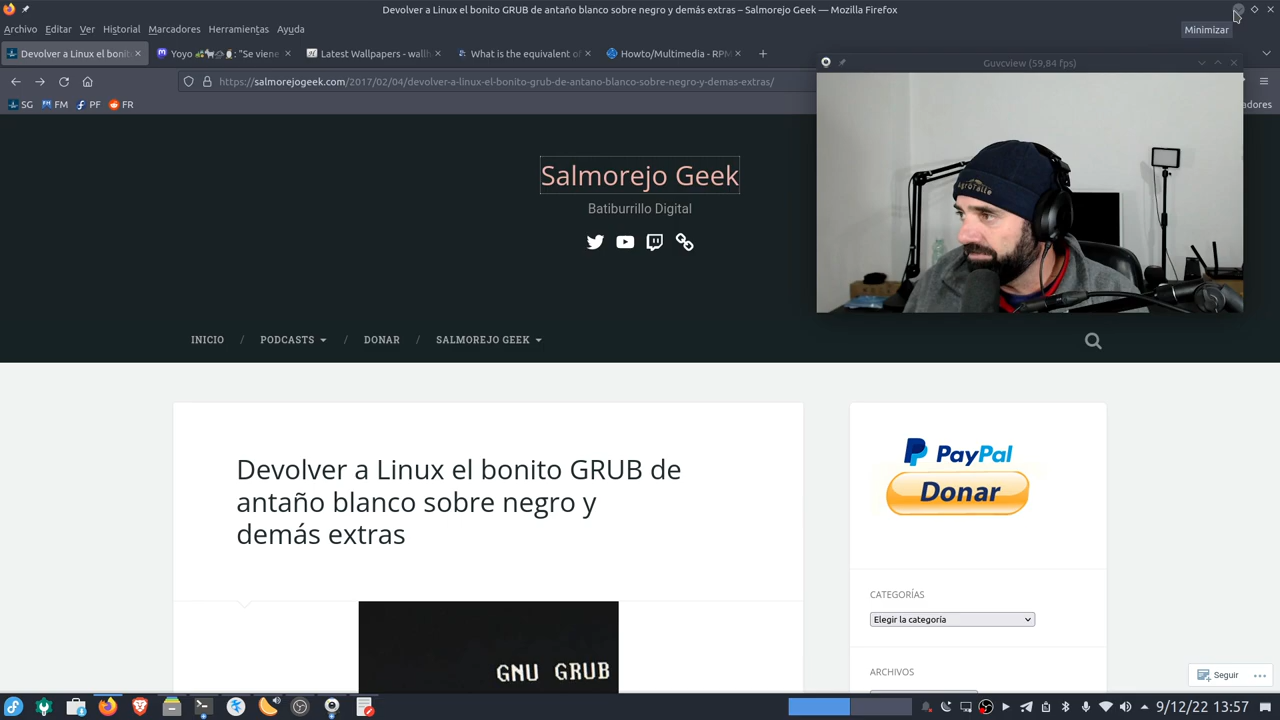 Devolver a Linux el bonito GRUB de antaño blanco sobre negro y demás extras – Salmorejo Geek — Mozilla Firefox
Archivo Editar Ver Historial Marcadores Herramientas Ayuda
Minimizar
Devolver a Linux el bonit
Yoyo "Se viene
Latest Wallpapers - wallh
What is the equivalent of
Howto/Multimedia - RPM
Guvcview (59,84 fps)
https://salmorejogeek.com/2017/02/04/devolver-a-linux-el-bonito-grub-de-antano-blanco-sobre-negro-y-demas-extras/
SG FM PF FR
adores
AgroValle
Salmorejo Geek
Batiburrillo Digital
INICIO / PODCASTS / DONAR / SALMOREJO GEEK
Devolver a Linux el bonito GRUB de
antaño blanco sobre negro y
demás extras
GNU GRUB
PayPal
Donar
CATEGORÍAS
Elegir la categoría
ARCHIVOS
Seguir
9/12/22 13:57